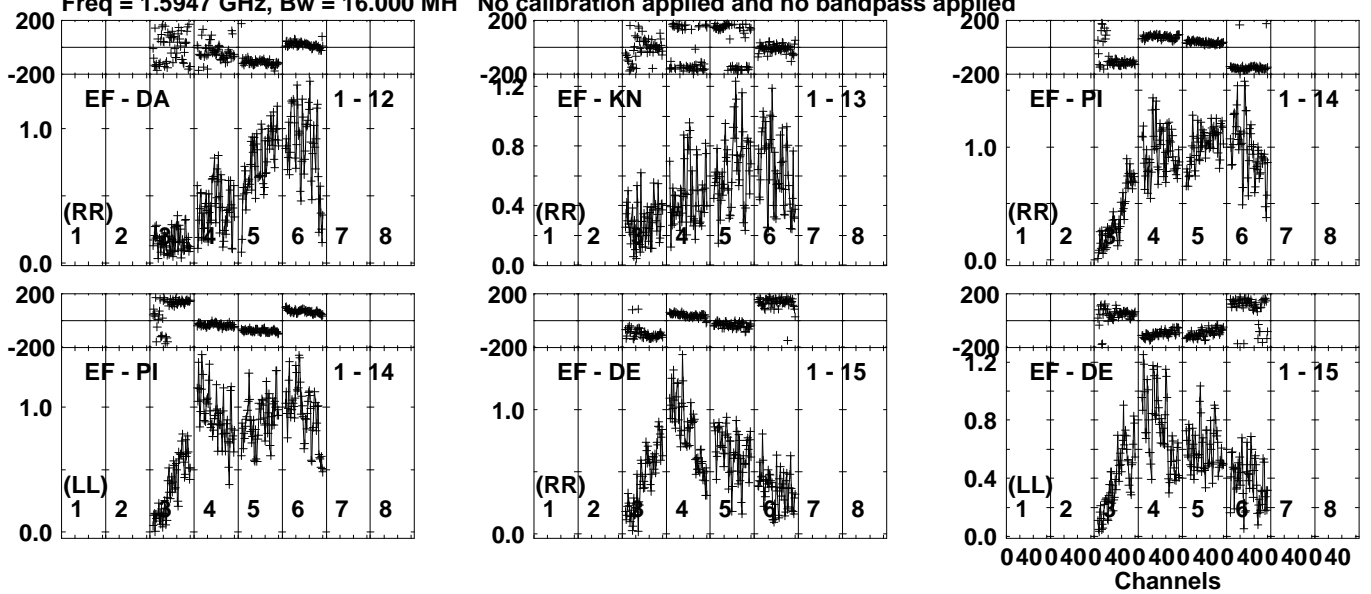 Freq = 1.5947 GHz, Bw = 16.000 MH No calibration applied and no bandpass applied
200
-200
EF - DA 1 - 12
1.0
(RR)
1 2 3 4 5 6 7 8
0.0
200
-200
1.2
EF - KN 1 - 13
0.8
0.4
(RR)
1 2 3 4 5 6 7 8
0.0
200
-200
EF - PI 1 - 14
1.0
(RR)
1 2 3 4 5 6 7 8
0.0
200
-200
EF - PI 1 - 14
1.0
(LL)
1 2 3 4 5 6 7 8
0.0
200
-200
EF - DE 1 - 15
1.0
(RR)
1 2 3 4 5 6 7 8
0.0
200
-200
1.2
EF - DE 1 - 15
0.8
0.4
(LL)
1 2 3 4 5 6 7 8
0.0
0 40 0 40 0 40 0 40 0 40 0 40 0 40 0 40
Channels